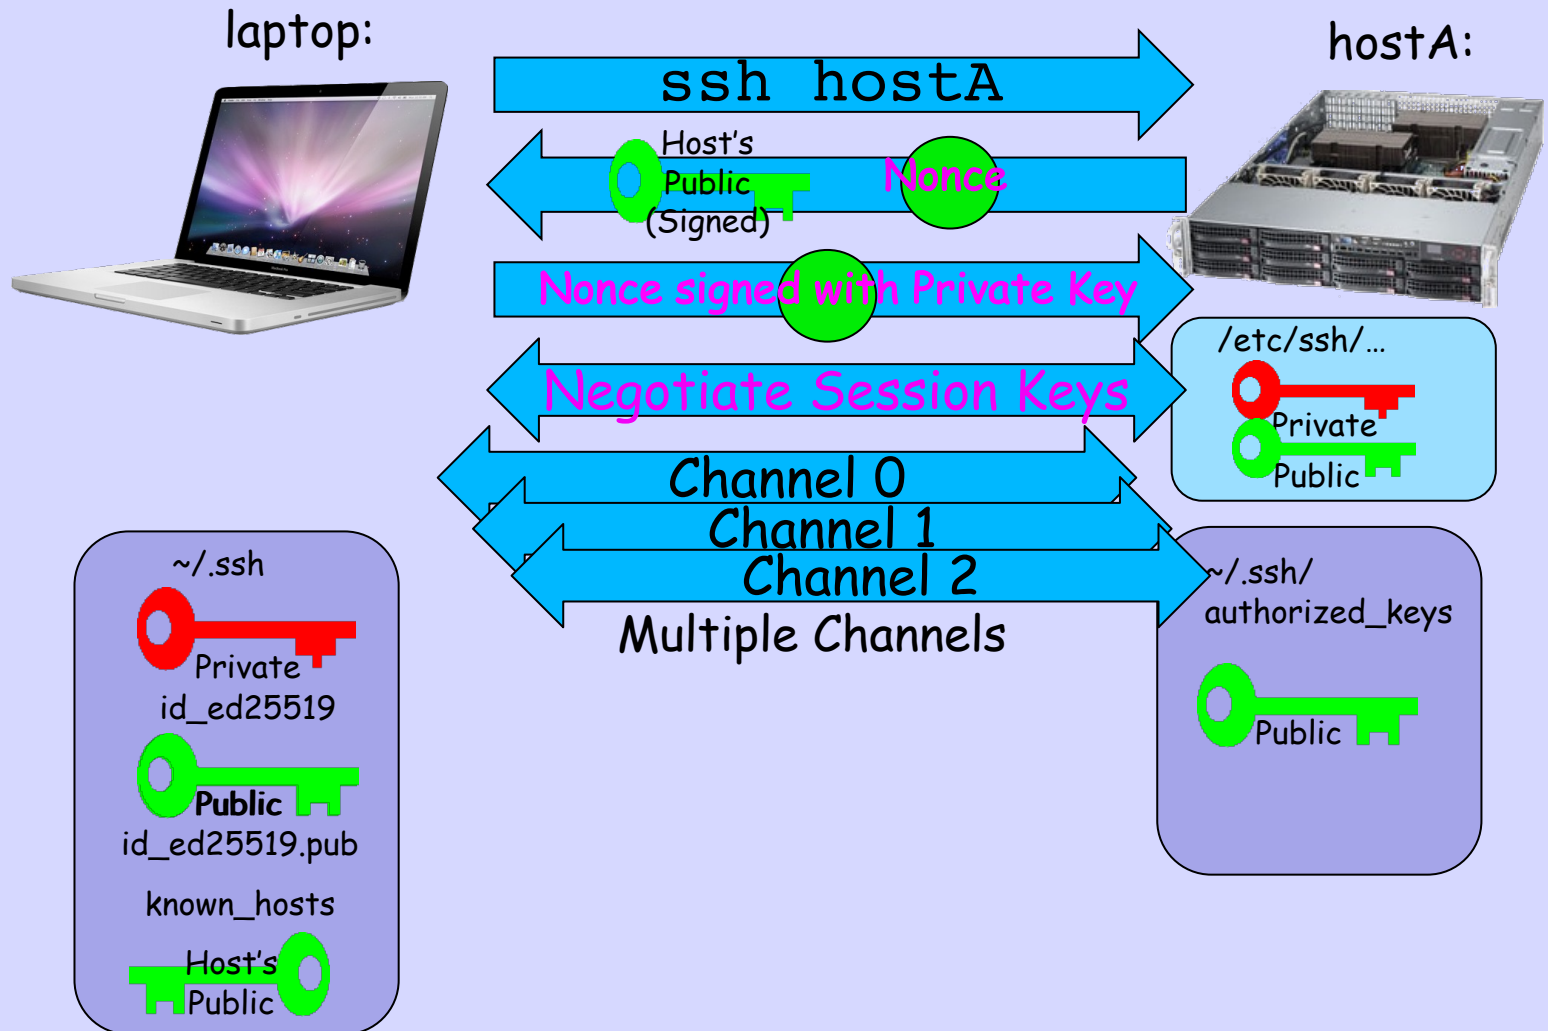 laptop:
hostA:
ssh hostA
Host's
Public
(Signed)
Nonce
Nonce signed with Private Key
Negotiate Session Keys
Channel 0
Channel 1
Channel 2
Multiple Channels
/etc/ssh/…
Private
Public
~/.ssh/
authorized_keys
Public
~/.ssh
Private
id_ed25519
Public
id_ed25519.pub
known_hosts
Host's
Public